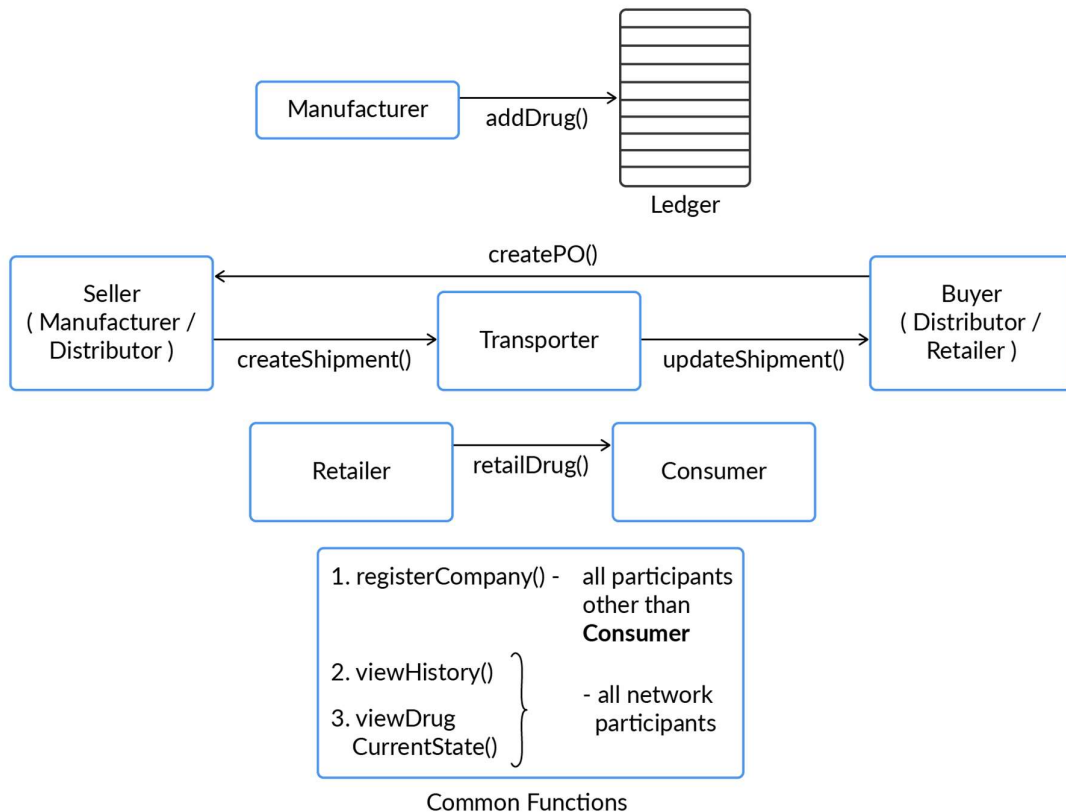 Manufacturer
addDrug()
Ledger
createPO()
Seller
( Manufacturer /
Distributor )
createShipment()
Transporter
updateShipment()
Buyer
( Distributor /
Retailer )
Retailer
retailDrug()
Consumer
1. registerCompany() - all participants
other than
Consumer
2. viewHistory()
3. viewDrug
CurrentState()
- all network
participants
Common Functions